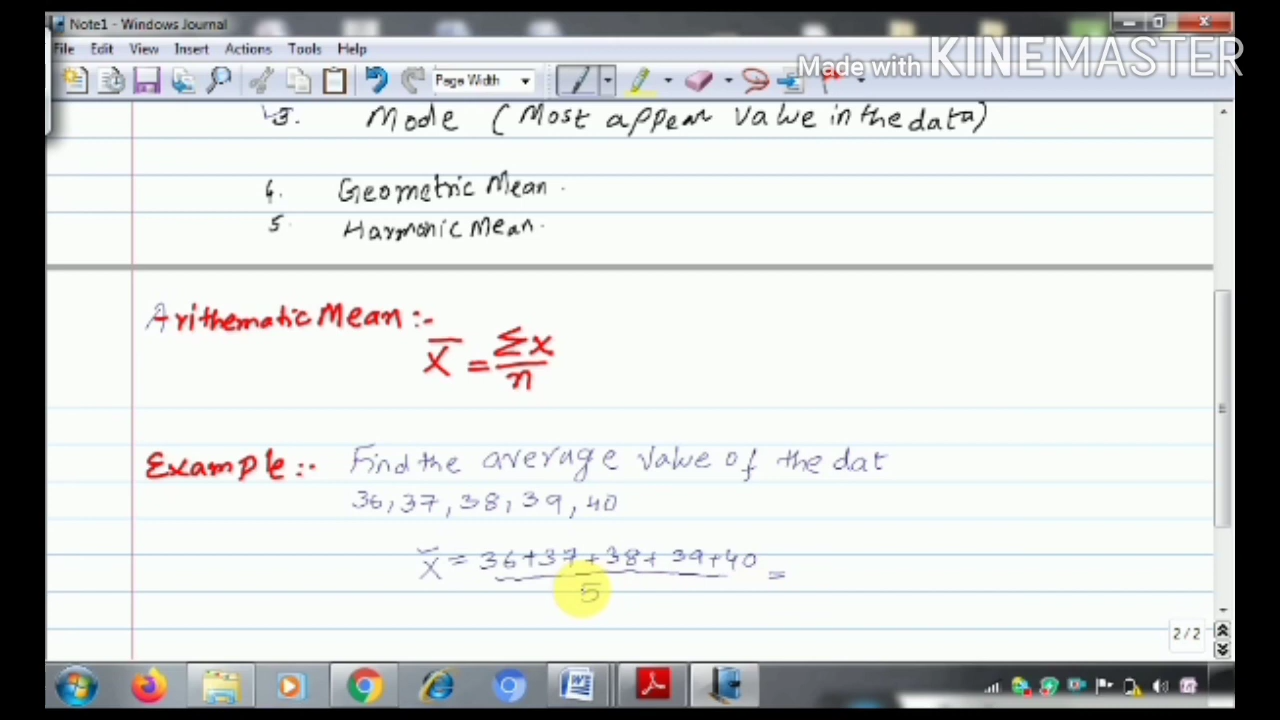 Note1 - Windows Journal
File Edit View Insert Actions Tools Help
Made with KINEMASTER
Page Width
3. Mode (Most appear value in the data)
4. Geometric Mean.
5. Harmonic Mean.
Arithematic Mean :-
X̄ = Σx/n
Example :- Find the average value of the dat
36, 37, 38, 39, 40
X̄ = 36+37+38+39+40 =
5
2/2